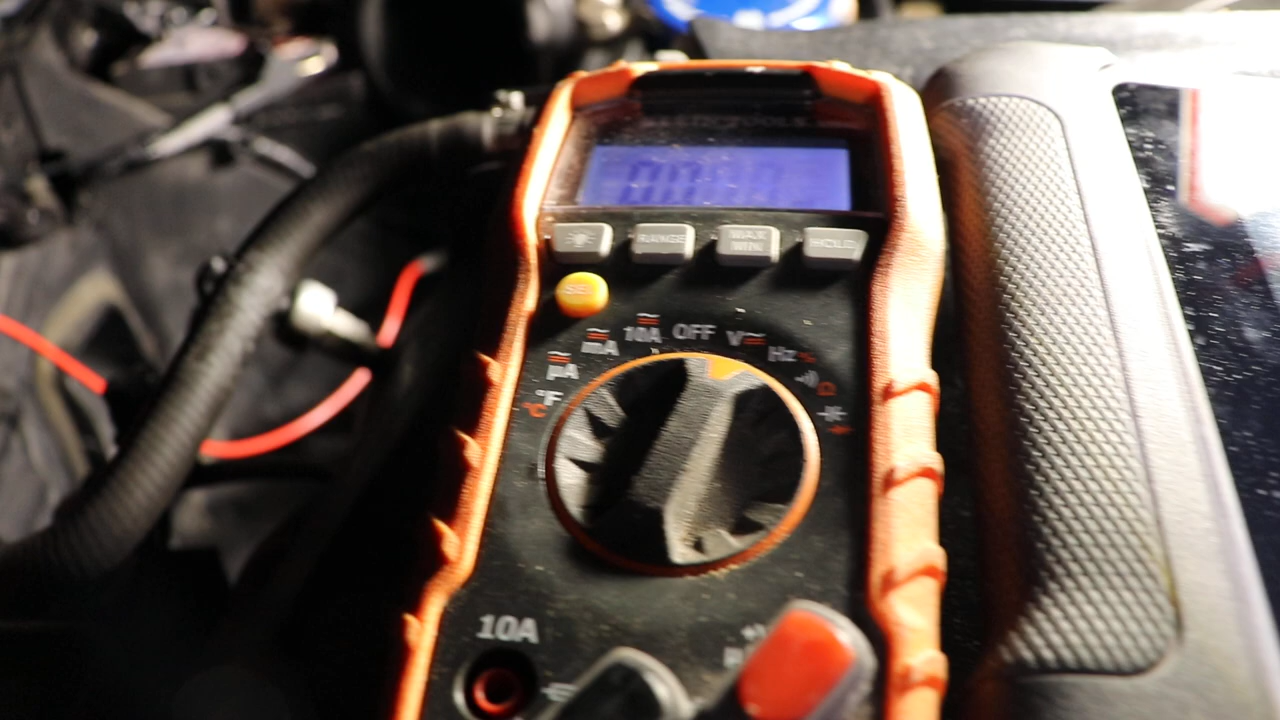 RANGE
MAX
MIN
HOLD
SEL
10A
OFF
V
Hz%
mA
µA
Ω
°F
°C
10A